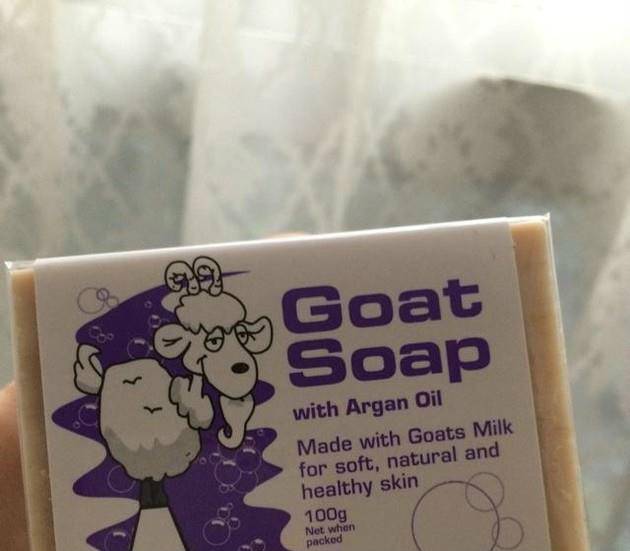 Goat
Soap
with Argan Oil
Made with Goats Milk
for soft, natural and
healthy skin
100g
Net when
packed